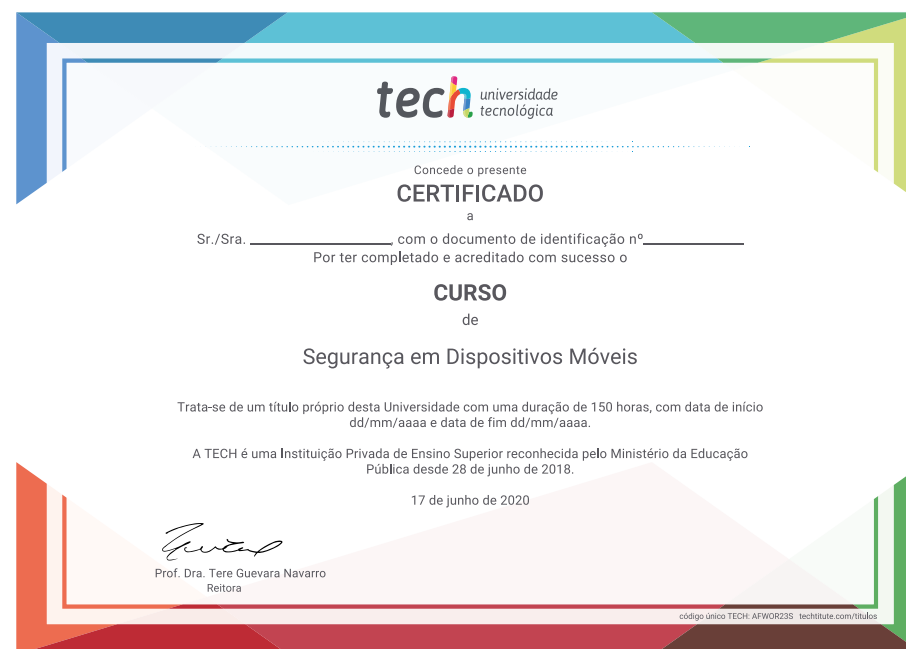 tech universidade
tecnológica
Concede o presente
CERTIFICADO
a
Sr./Sra. ____________________, com o documento de identificação nº______________
Por ter completado e acreditado com sucesso o
CURSO
de
Segurança em Dispositivos Móveis
Trata-se de um título próprio desta Universidade com uma duração de 150 horas, com data de início
dd/mm/aaaa e data de fim dd/mm/aaaa.
A TECH é uma Instituição Privada de Ensino Superior reconhecida pelo Ministério da Educação
Pública desde 28 de junho de 2018.
17 de junho de 2020
Prof. Dra. Tere Guevara Navarro
Reitora
código único TECH: AFWOR23S techtitute.com/titulos